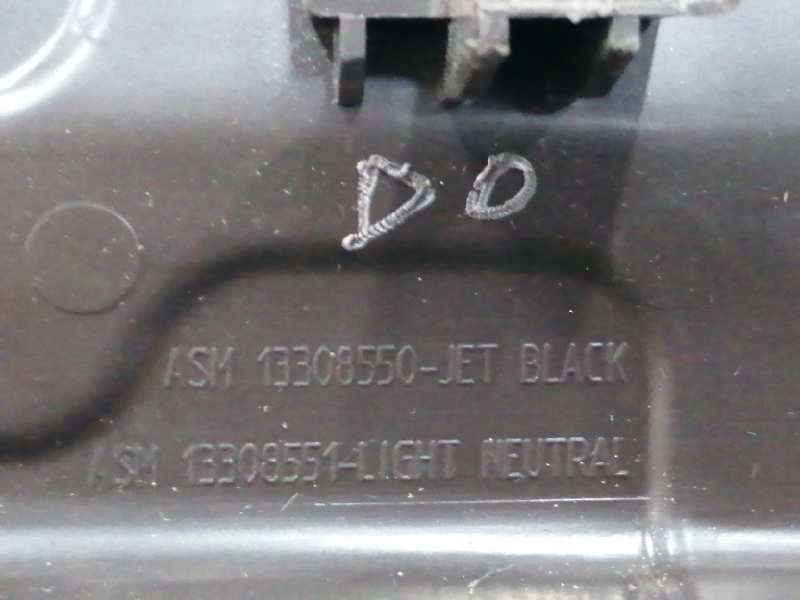 D O
ASM 13308550-JET BLACK
ASM 13308551-LIGHT NEUTRAL